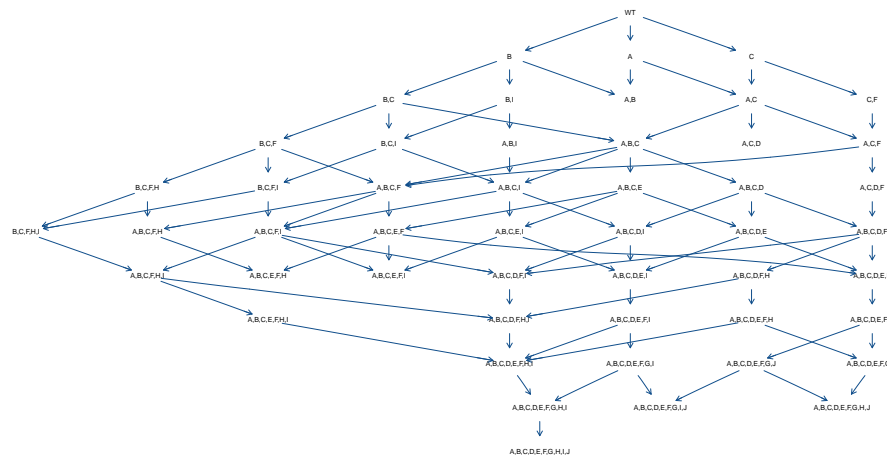 WT
B A C
B,C B,I A,B A,C C,F
B,C,F B,C,I A,B,I A,B,C A,C,D A,C,F
B,C,F,H B,C,F,I A,B,C,F A,B,C,I A,B,C,E A,B,C,D A,C,D,F
B,C,F,H,I A,B,C,F,H A,B,C,F,I A,B,C,E,F A,B,C,E,I A,B,C,D,I A,B,C,D,E A,B,C,D,F
A,B,C,F,H,I A,B,C,E,F,H A,B,C,E,F,I A,B,C,D,F,I A,B,C,D,E,I A,B,C,D,F,H A,B,C,D,E,
A,B,C,E,F,H,I A,B,C,D,F,H,I A,B,C,D,E,F,I A,B,C,D,E,F,H A,B,C,D,E,F
A,B,C,D,E,F,H,I A,B,C,D,E,F,G,I A,B,C,D,E,F,G,J A,B,C,D,E,F,G
A,B,C,D,E,F,G,H,I A,B,C,D,E,F,G,I,J A,B,C,D,E,F,G,H,J
A,B,C,D,E,F,G,H,I,J